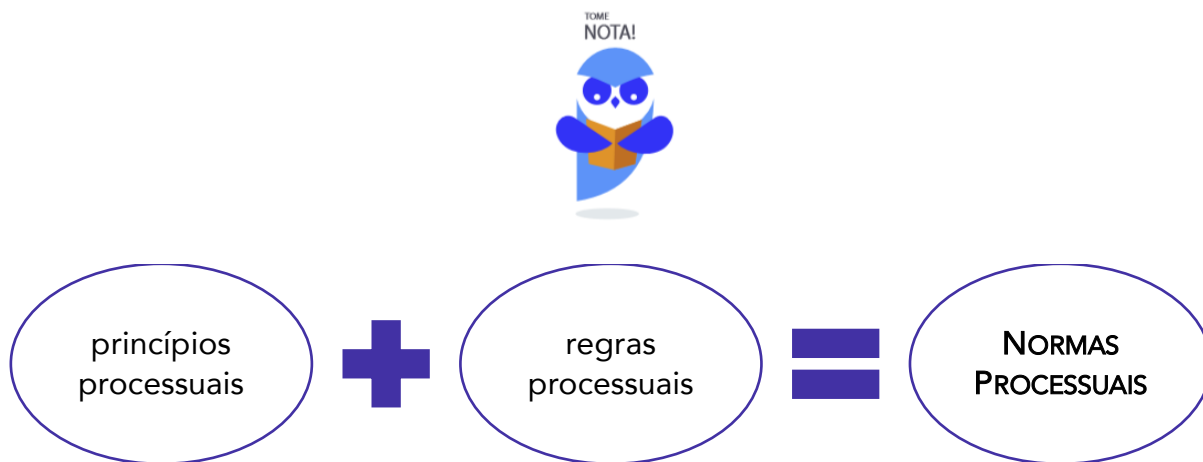 TOME
NOTA!
princípios
processuais
regras
processuais
NORMAS
PROCESSUAIS